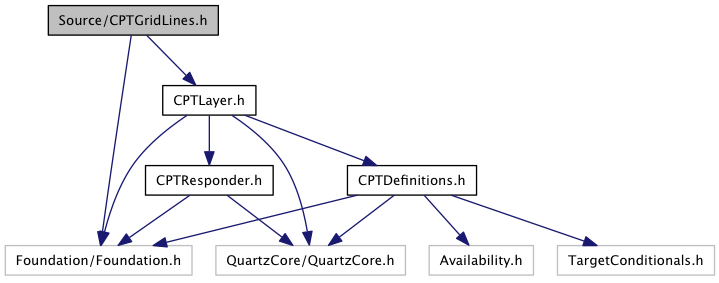 Source/CPTGridLines.h
CPTLayer.h
CPTResponder.h
CPTDefinitions.h
Foundation/Foundation.h
QuartzCore/QuartzCore.h
Availability.h
TargetConditionals.h